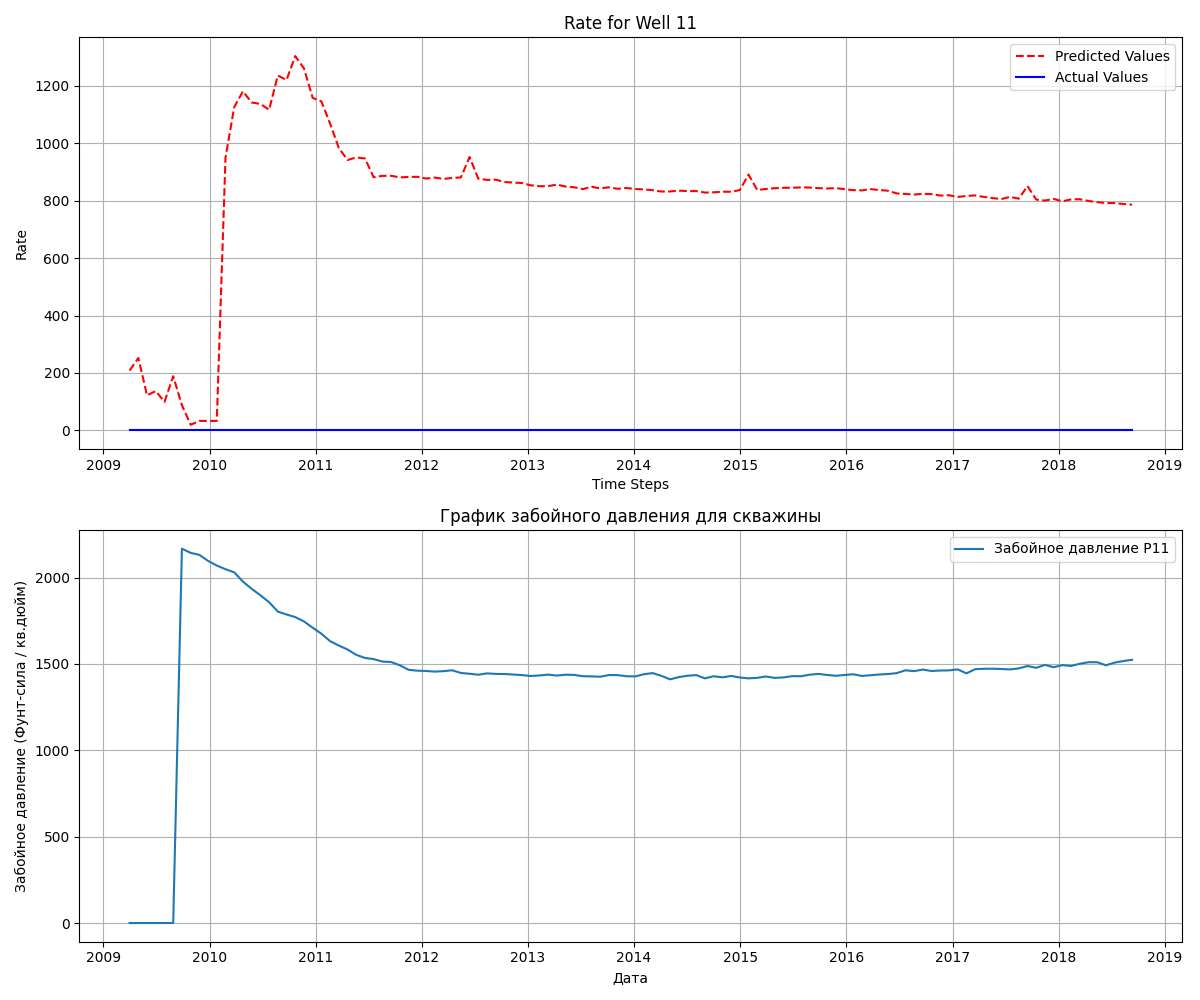 Rate for Well 11
Predicted Values
Actual Values
Rate
1200
1000
800
600
400
200
0
2009 2010 2011 2012 2013 2014 2015 2016 2017 2018 2019
Time Steps
График забойного давления для скважины
Забойное давление P11
Забойное давление (Фунт-сила / кв.дюйм)
2000
1500
1000
500
0
2009 2010 2011 2012 2013 2014 2015 2016 2017 2018 2019
Дата